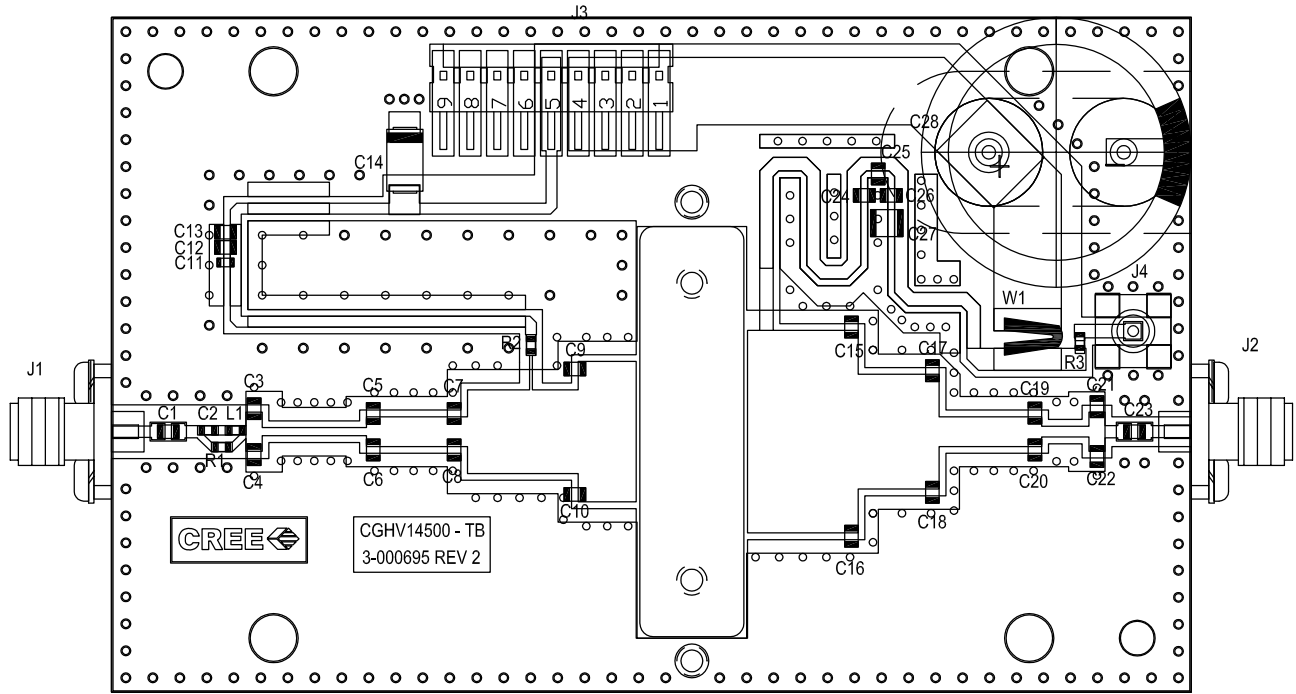 J3
9 8 7 6 5 4 3 2 1
C28
C14
C25
C24 C26
C13
C27
C12
C11
J4
W1
R2
C15 C17
R3
C9
J1
J2
C3 C5 C7
C19 C21
C1 C2 L1
C23
R1
C4 C6 C8
C20 C22
C10
C18
CREE
CGHV14500 - TB
3-000695 REV 2
C16